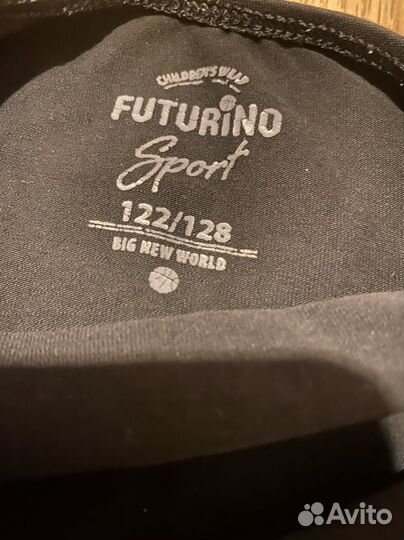 CHILDREN'S WEAR
FUTURiNO
Sport
122/128
BIG NEW WORLD
Avito